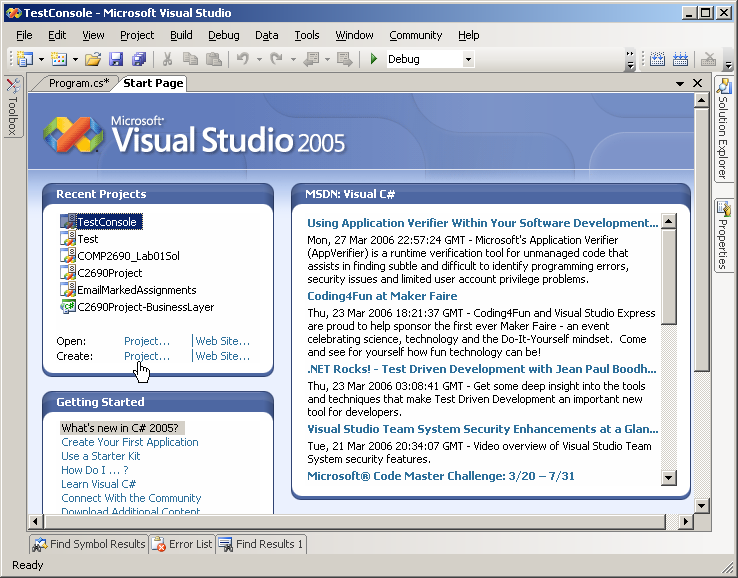 TestConsole - Microsoft Visual Studio
File Edit View Project Build Debug Data Tools Window Community Help
Debug
Program.cs* Start Page
Toolbox
Solution Explorer
Properties
Microsoft®
Visual Studio 2005
Recent Projects
TestConsole
Test
COMP2690_Lab01Sol
C2690Project
EmailMarkedAssignments
C2690Project-BusinessLayer
Open: Project... | Web Site...
Create: Project... | Web Site...
Getting Started
What's new in C# 2005?
Create Your First Application
Use a Starter Kit
How Do I ... ?
Learn Visual C#
Connect With the Community
Download Additional Content
MSDN: Visual C#
Using Application Verifier Within Your Software Development...
Mon, 27 Mar 2006 22:57:24 GMT - Microsoft's Application Verifier
(AppVerifier) is a runtime verification tool for unmanaged code that
assists in finding subtle and difficult to identify programming errors,
security issues and limited user account privilege problems.
Coding4Fun at Maker Faire
Thu, 23 Mar 2006 18:21:37 GMT - Coding4Fun and Visual Studio Express
are proud to help sponsor the first ever Maker Faire - an event
celebrating science, technology and the Do-It-Yourself mindset. Come
and see for yourself how fun technology can be!
.NET Rocks! - Test Driven Development with Jean Paul Boodh...
Thu, 23 Mar 2006 03:08:41 GMT - Get some deep insight into the tools
and techniques that make Test Driven Development an important new
tool for developers.
Visual Studio Team System Security Enhancements at a Glan...
Tue, 21 Mar 2006 20:34:07 GMT - Video overview of Visual Studio Team
System security features.
Microsoft® Code Master Challenge: 3/20 – 7/31
Find Symbol Results Error List Find Results 1
Ready